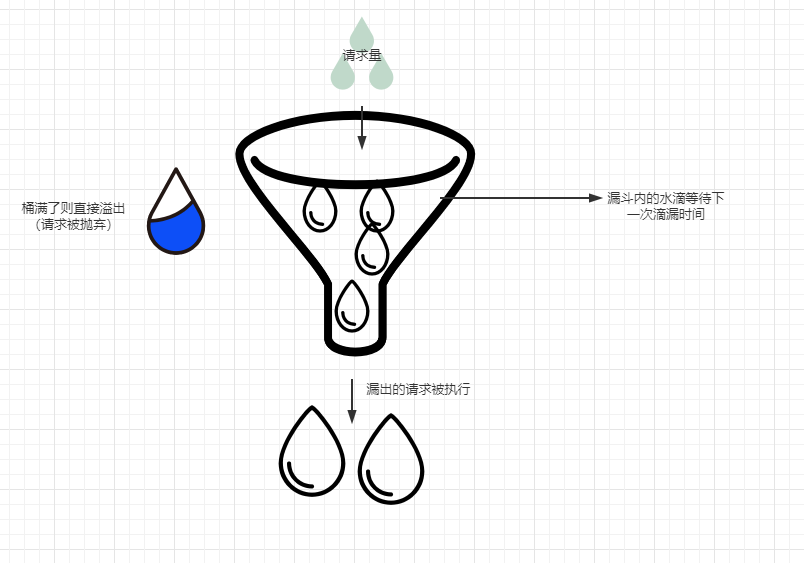 请求量
桶满了则直接溢出
（请求被抛弃）
漏斗内的水滴等待下
一次滴漏时间
漏出的请求被执行